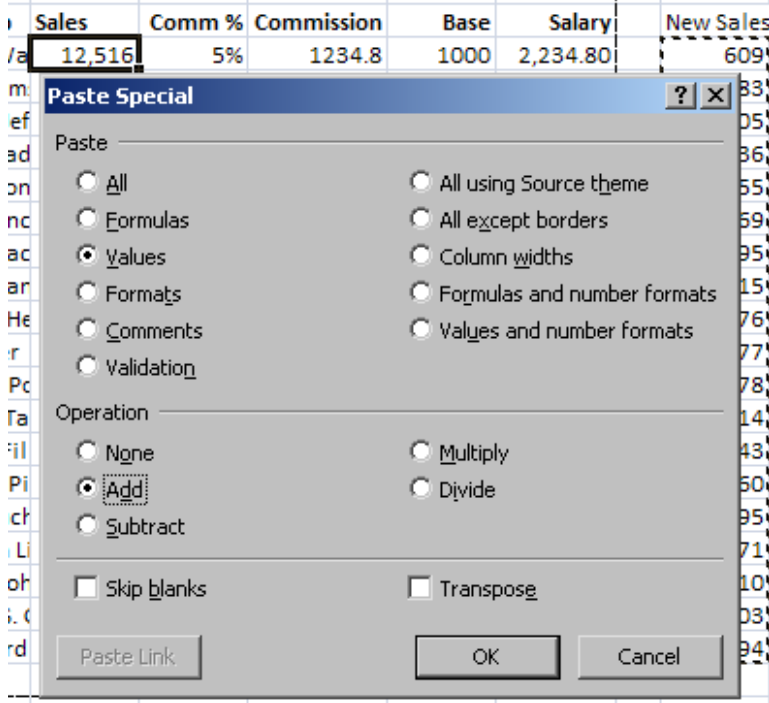 Sales Comm % Commission Base Salary New Sales
12,516 5% 1234.8 1000 2,234.80 609
Paste Special
Paste
All
All using Source theme
Formulas
All except borders
Values
Column widths
Formats
Formulas and number formats
Comments
Values and number formats
Validation
Operation
None
Multiply
Add
Divide
Subtract
Skip blanks
Transpose
Paste Link
OK
Cancel